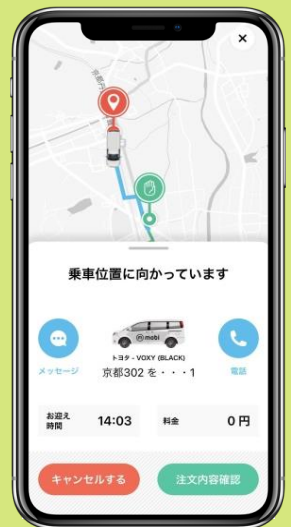 乗車位置に向かっています
mobi
トヨタ - VOXY (BLACK)
メッセージ
京都302 を・・・1
電話
お迎え
時間
14:03
料金
0 円
キャンセルする
注文内容確認